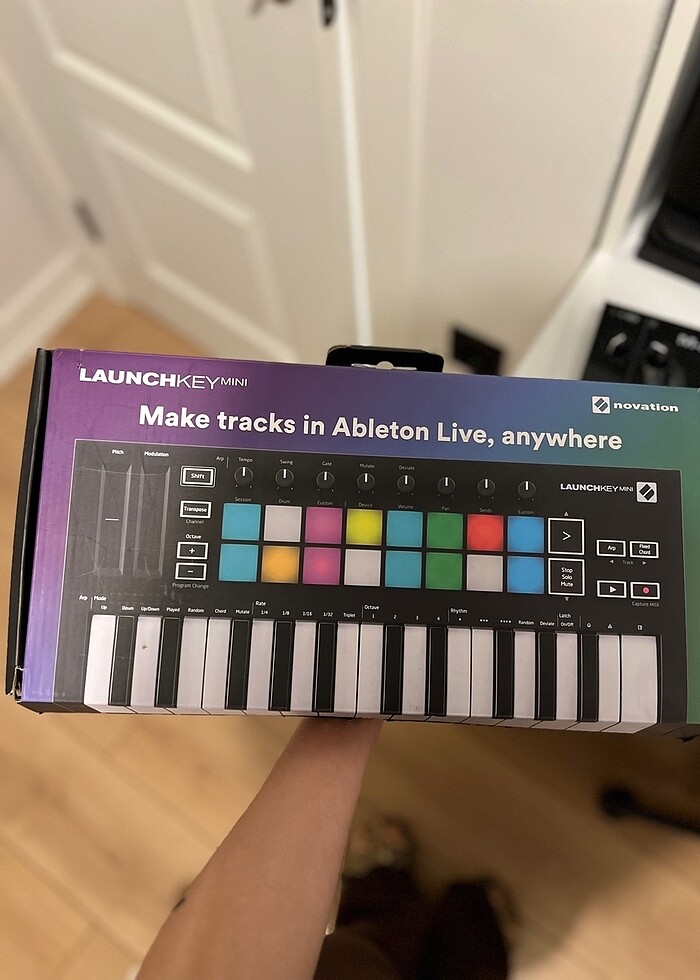 LAUNCHKEY MINI
novation
Make tracks in Ableton Live, anywhere
Pitch Modulation
Arp Tempo Swing Gate Mutate Deviate
LAUNCHKEY MINI
Shift
Session Drum Custom Device Volume Pan Sends Custom
Transpose
Channel
>
Octave
+
-
Program Change
Arp Fixed Chord
Track
Stop
Solo
Mute
Capture MIDI
Arp Mode Rate Octave Rhythm Latch
Up Down Up/Down Played Random Chord Mutate 1/4 1/8 1/16 1/32 Triplet 1 2 3 4 Random Deviate On/Off